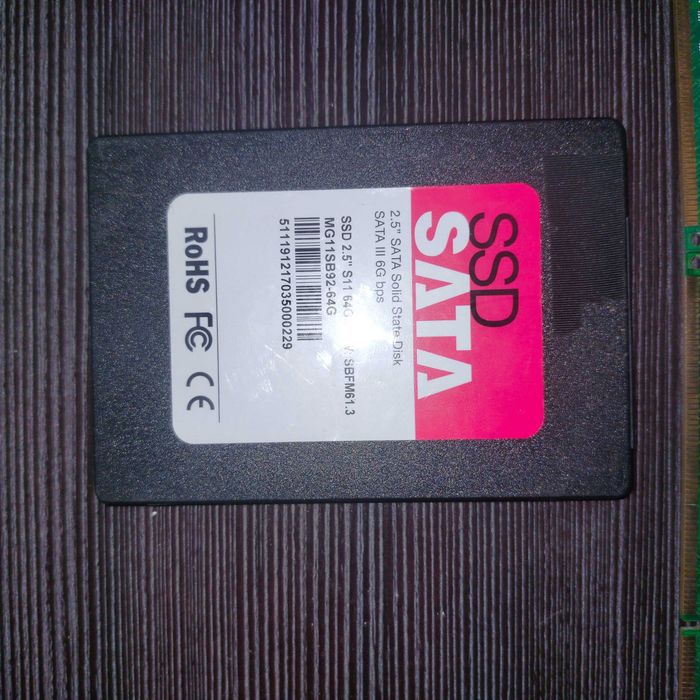 SSD
SATA
2.5" SATA Solid State Disk
SATA III 6G bps
SSD 2.5" S11 64G SBFM61.3
MG11SB92-64G
511191217035000229
RoHS FC CE